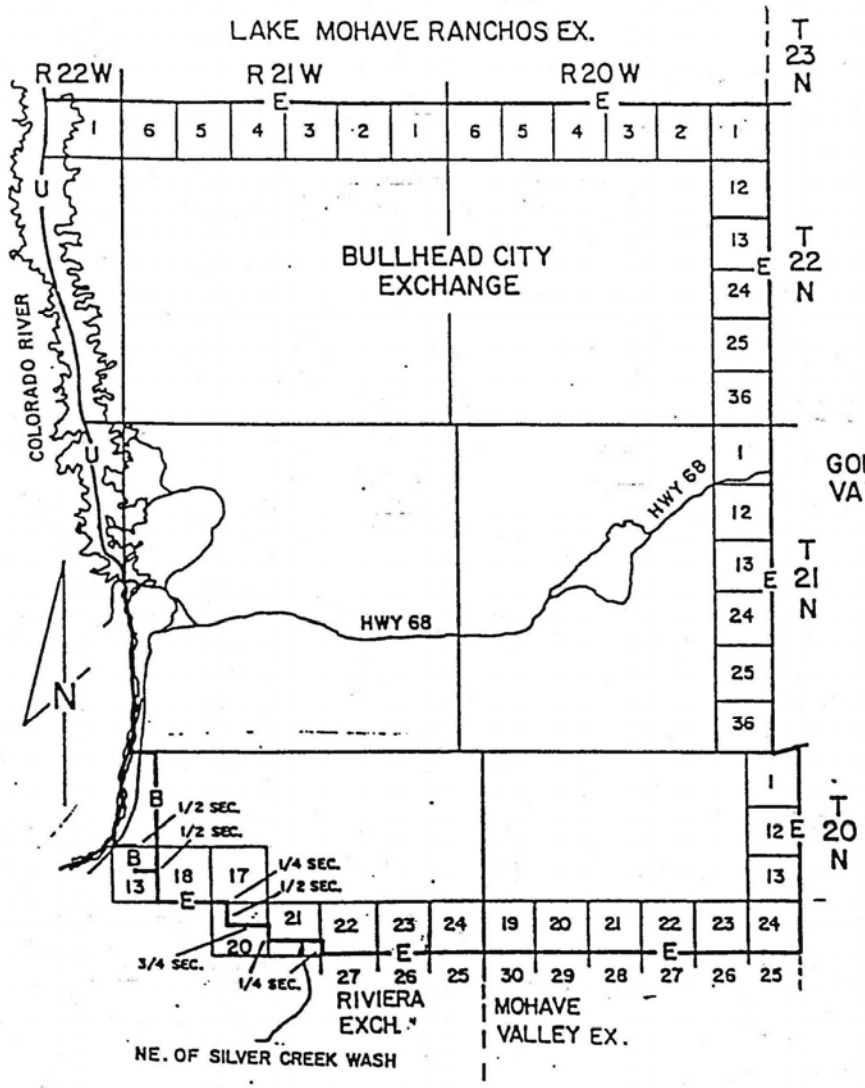 LAKE MOHAVE RANCHOS EX.
T
23
N
R 22 W
R 21 W
R 20 W
E
E
1
6
5
4
3
2
1
6
5
4
3
2
1
U
12
BULLHEAD CITY
EXCHANGE
13
E
T
22
N
24
COLORADO RIVER
25
36
U
1
HWY 68
12
13
E
T
21
N
HWY 68
24
25
N
36
B
1
1/2 SEC.
1/2 SEC.
12
E
T
20
N
B
13
18
17
1/4 SEC.
1/2 SEC.
13
E
21
22
23
24
19
20
21
22
23
24
20
E
E
3/4 SEC.
1/4 SEC.
27
26
25
30
29
28
27
26
25
RIVIERA
EXCH.
MOHAVE
VALLEY EX.
NE. OF SILVER CREEK WASH